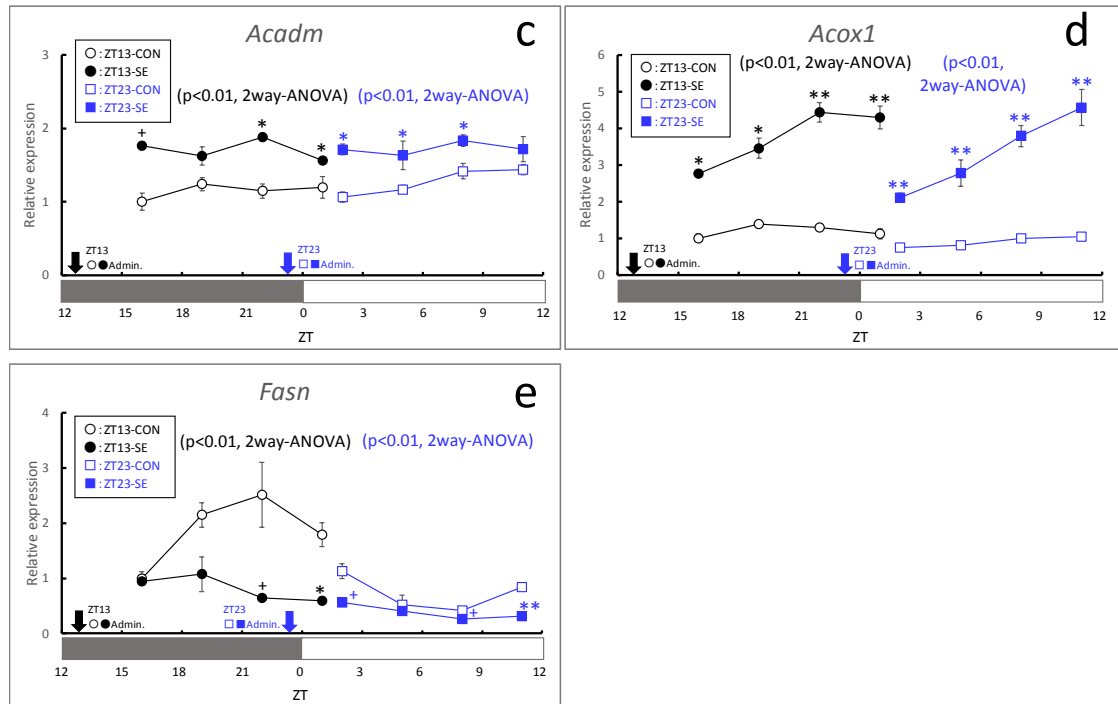 Acadm
c
3
2
1
0
Relative expression
○ : ZT13-CON
● : ZT13-SE
□ : ZT23-CON
■ : ZT23-SE
(p<0.01, 2way-ANOVA) (p<0.01, 2way-ANOVA)
+ * * * * *
ZT13
○●Admin.
ZT23
□■Admin.
12 16 18 22 0 3 6 9 12
ZT
Acox1
d
6
5
4
3
2
1
0
Relative expression
○ : ZT13-CON
● : ZT13-SE
□ : ZT23-CON
■ : ZT23-SE
(p<0.01, 2way-ANOVA)
(p<0.01,
2way-ANOVA)
* * ** ** ** ** ** **
ZT13
○●Admin.
ZT23
□■Admin.
12 16 18 22 0 3 6 9 12
ZT
Fasn
e
4
3
2
1
0
Relative expression
○ : ZT13-CON
● : ZT13-SE
□ : ZT23-CON
■ : ZT23-SE
(p<0.01, 2way-ANOVA) (p<0.01, 2way-ANOVA)
+ * + + **
ZT13
○●Admin.
ZT23
□■Admin.
12 15 18 21 0 3 6 9 12
ZT